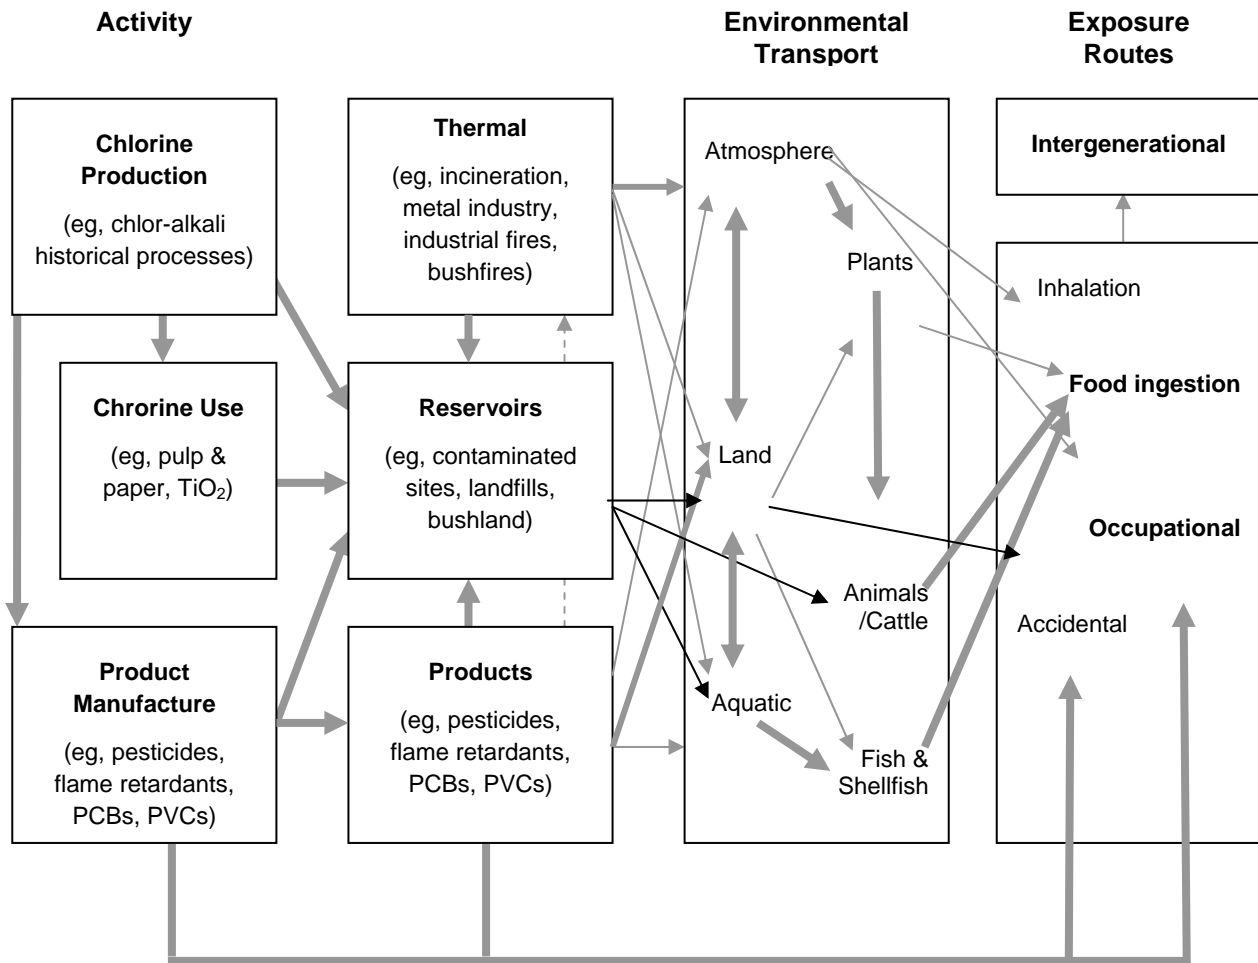 Activity
Environmental
Transport
Exposure
Routes
Chlorine
Production
(eg, chlor-alkali
historical processes)
Thermal
(eg, incineration,
metal industry,
industrial fires,
bushfires)
Chrorine Use
(eg, pulp &
paper, TiO₂)
Reservoirs
(eg, contaminated
sites, landfills,
bushland)
Product
Manufacture
(eg, pesticides,
flame retardants,
PCBs, PVCs)
Products
(eg, pesticides,
flame retardants,
PCBs, PVCs)
Atmosphere
Plants
Land
Animals
/Cattle
Aquatic
Fish &
Shellfish
Intergenerational
Inhalation
Food ingestion
Occupational
Accidental